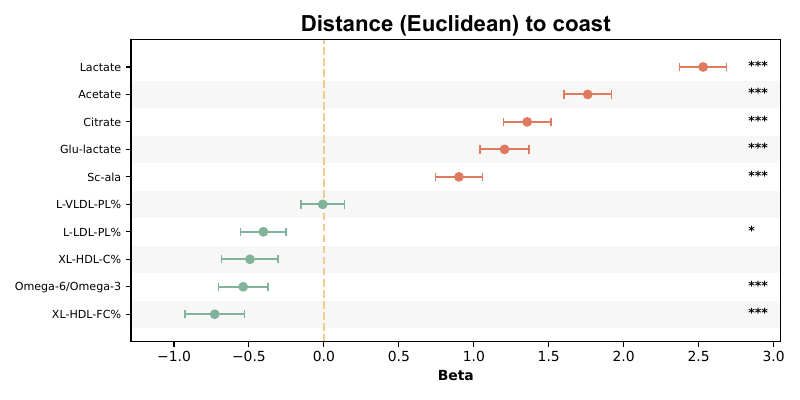 Distance (Euclidean) to coast
Lactate ***
Acetate ***
Citrate ***
Glu-lactate ***
Sc-ala ***
L-VLDL-PL%
L-LDL-PL% *
XL-HDL-C%
Omega-6/Omega-3 ***
XL-HDL-FC% ***
−1.0 −0.5 0.0 0.5 1.0 1.5 2.0 2.5 3.0
Beta